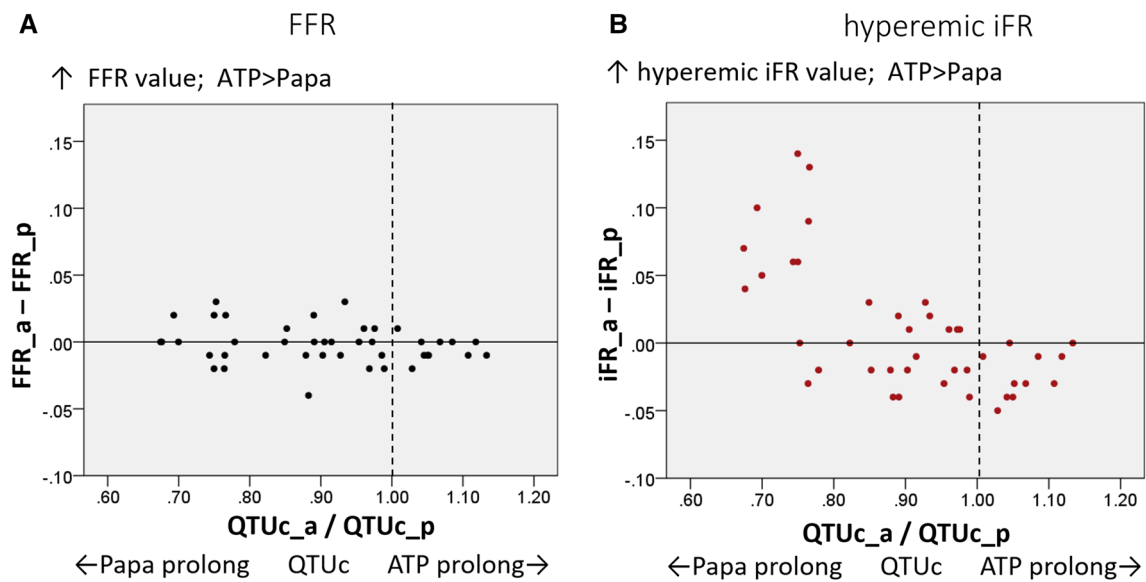 A
FFR
↑ FFR value; ATP>Papa
.15
.10
.05
.00
-.05
-.10
FFR_a – FFR_p
.60 .70 .80 .90 1.00 1.10 1.20
QTUc_a / QTUc_p
←Papa prolong QTUc ATP prolong→
B
hyperemic iFR
↑ hyperemic iFR value; ATP>Papa
.15
.10
.05
.00
-.05
-.10
iFR_a – iFR_p
.60 .70 .80 .90 1.00 1.10 1.20
QTUc_a / QTUc_p
←Papa prolong QTUc ATP prolong→